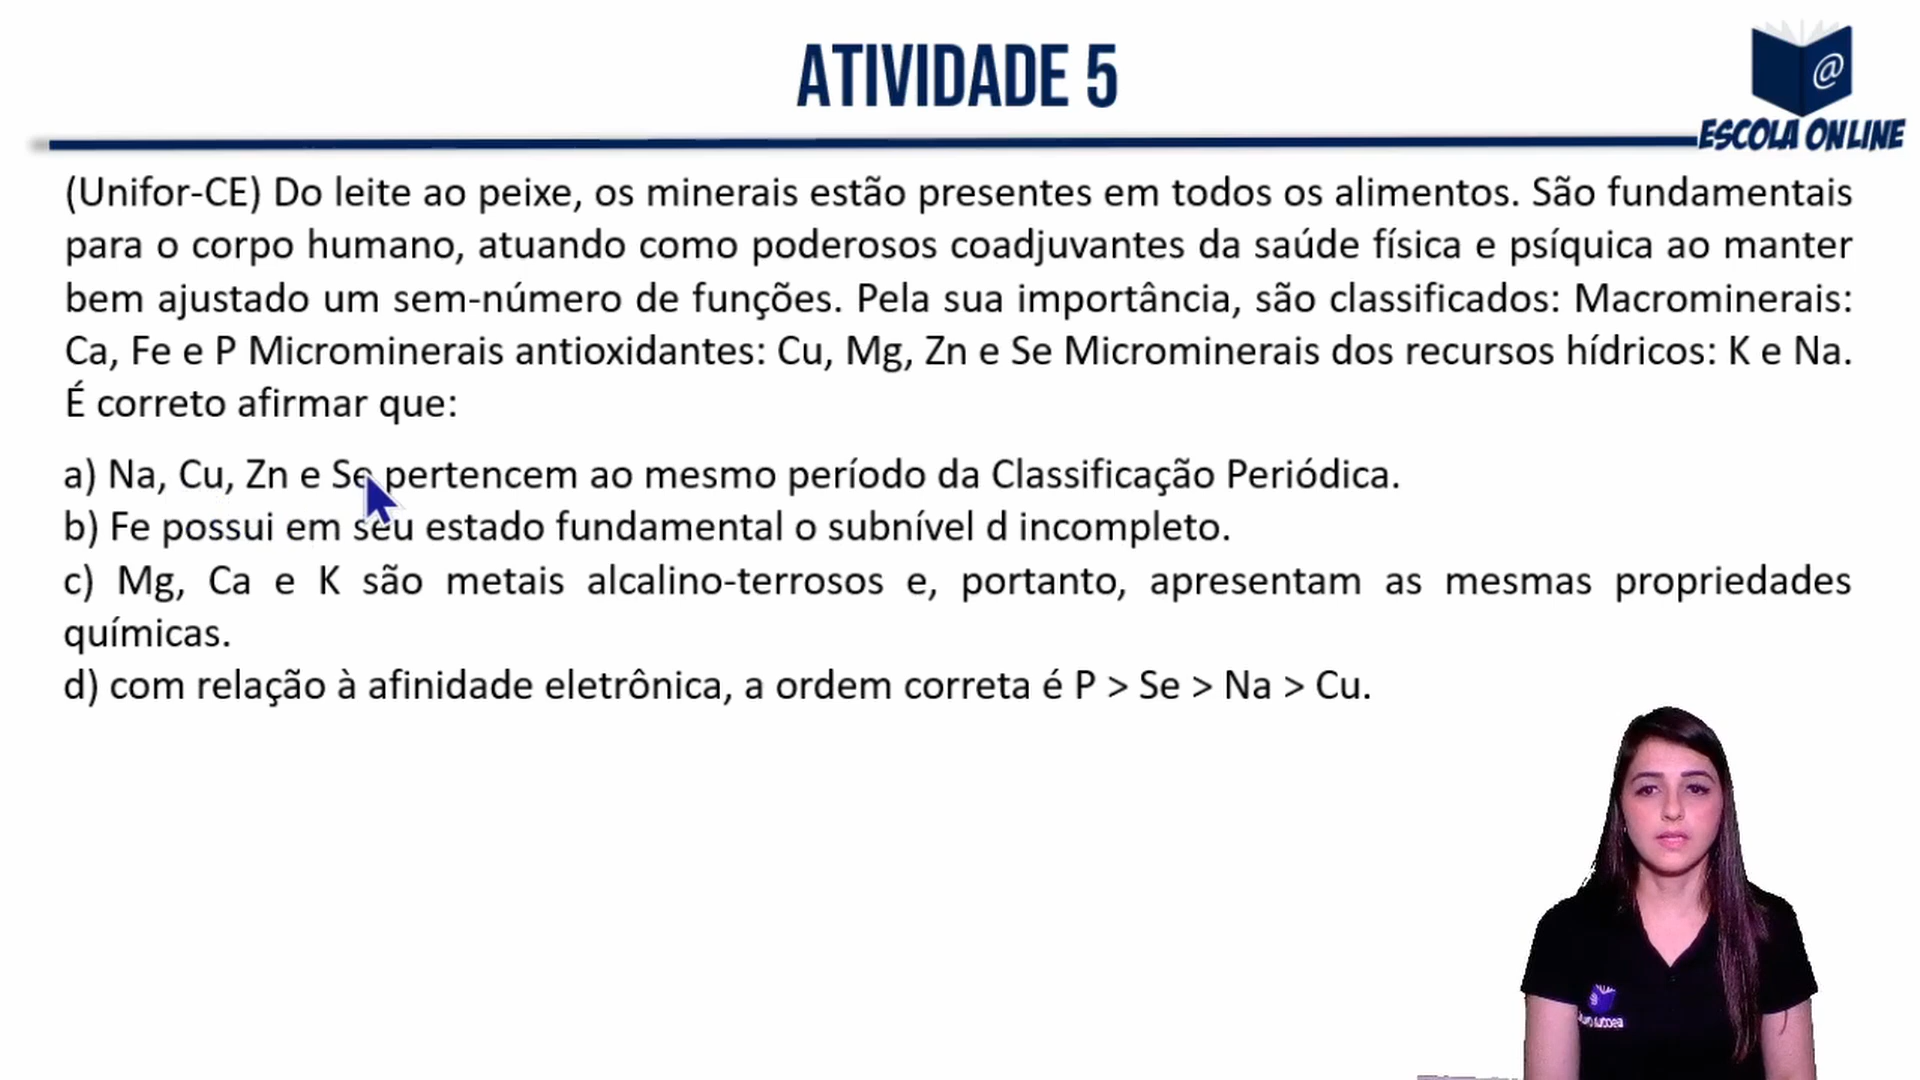 ATIVIDADE 5
@
ESCOLA ONLINE
(Unifor-CE) Do leite ao peixe, os minerais estão presentes em todos os alimentos. São fundamentais
para o corpo humano, atuando como poderosos coadjuvantes da saúde física e psíquica ao manter
bem ajustado um sem-número de funções. Pela sua importância, são classificados: Macrominerais:
Ca, Fe e P Microminerais antioxidantes: Cu, Mg, Zn e Se Microminerais dos recursos hídricos: K e Na.
É correto afirmar que:
a) Na, Cu, Zn e Se pertencem ao mesmo período da Classificação Periódica.
b) Fe possui em seu estado fundamental o subnível d incompleto.
c) Mg, Ca e K são metais alcalino-terrosos e, portanto, apresentam as mesmas propriedades
químicas.
d) com relação à afinidade eletrônica, a ordem correta é P > Se > Na > Cu.